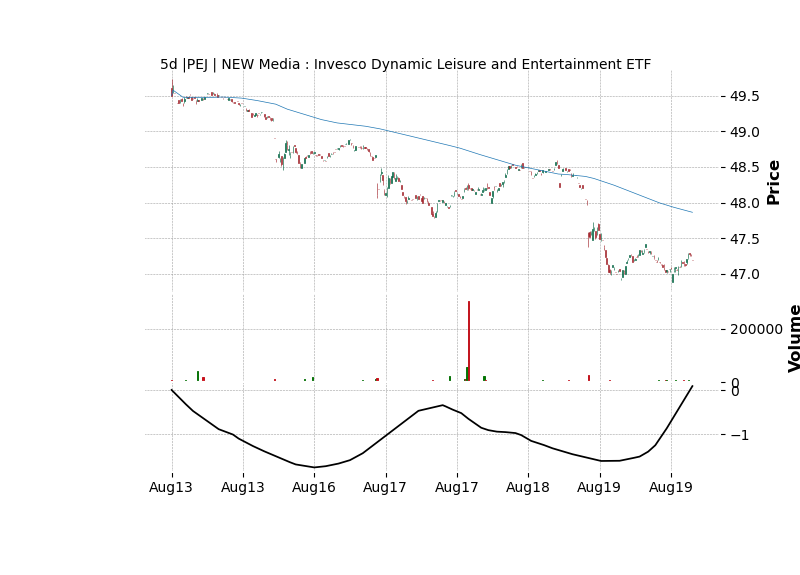 5d |PEJ | NEW Media : Invesco Dynamic Leisure and Entertainment ETF
49.5
49.0
48.5
48.0
47.5
47.0
Price
200000
0
Volume
0
−1
Aug13 Aug13 Aug16 Aug17 Aug17 Aug18 Aug19 Aug19